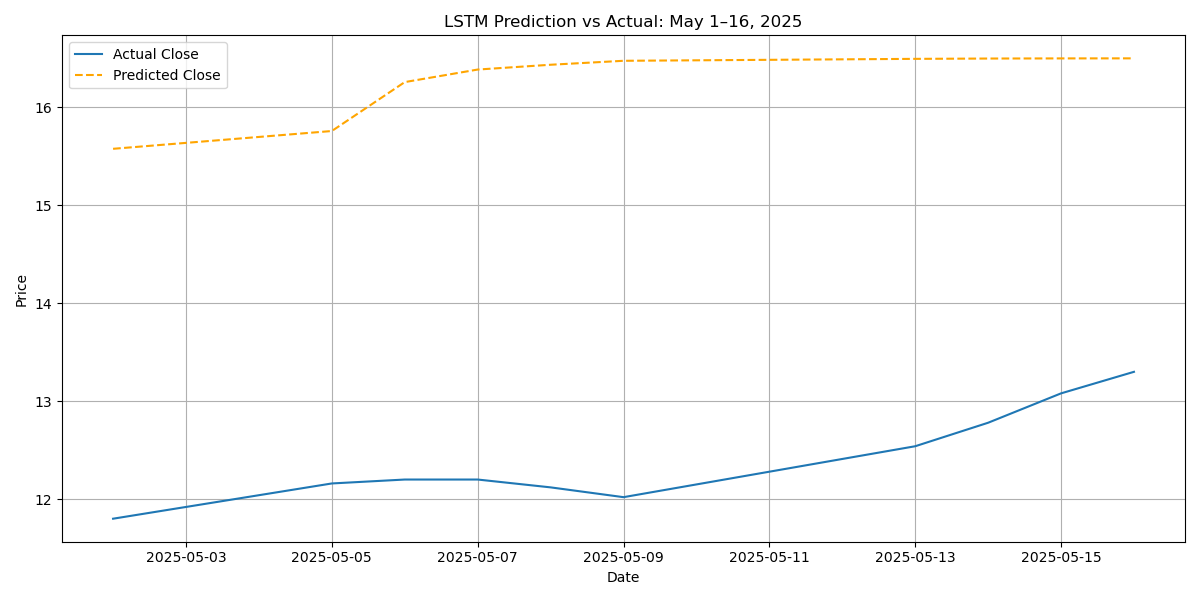 LSTM Prediction vs Actual: May 1–16, 2025
Actual Close
Predicted Close
16
15
14
13
12
Price
2025-05-03 2025-05-05 2025-05-07 2025-05-09 2025-05-11 2025-05-13 2025-05-15
Date